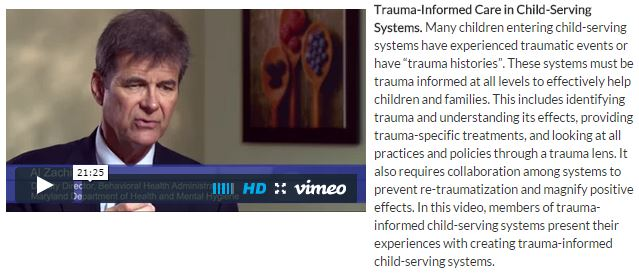 Al Zach
21:25
Deputy Director, Behavioral Health Administra
Maryland Department of Health and Mental Hygiene
HD
vimeo
Trauma-Informed Care in Child-Serving
Systems. Many children entering child-serving
systems have experienced traumatic events or
have “trauma histories”. These systems must be
trauma informed at all levels to effectively help
children and families. This includes identifying
trauma and understanding its effects, providing
trauma-specific treatments, and looking at all
practices and policies through a trauma lens. It
also requires collaboration among systems to
prevent re-traumatization and magnify positive
effects. In this video, members of trauma-
informed child-serving systems present their
experiences with creating trauma-informed
child-serving systems.